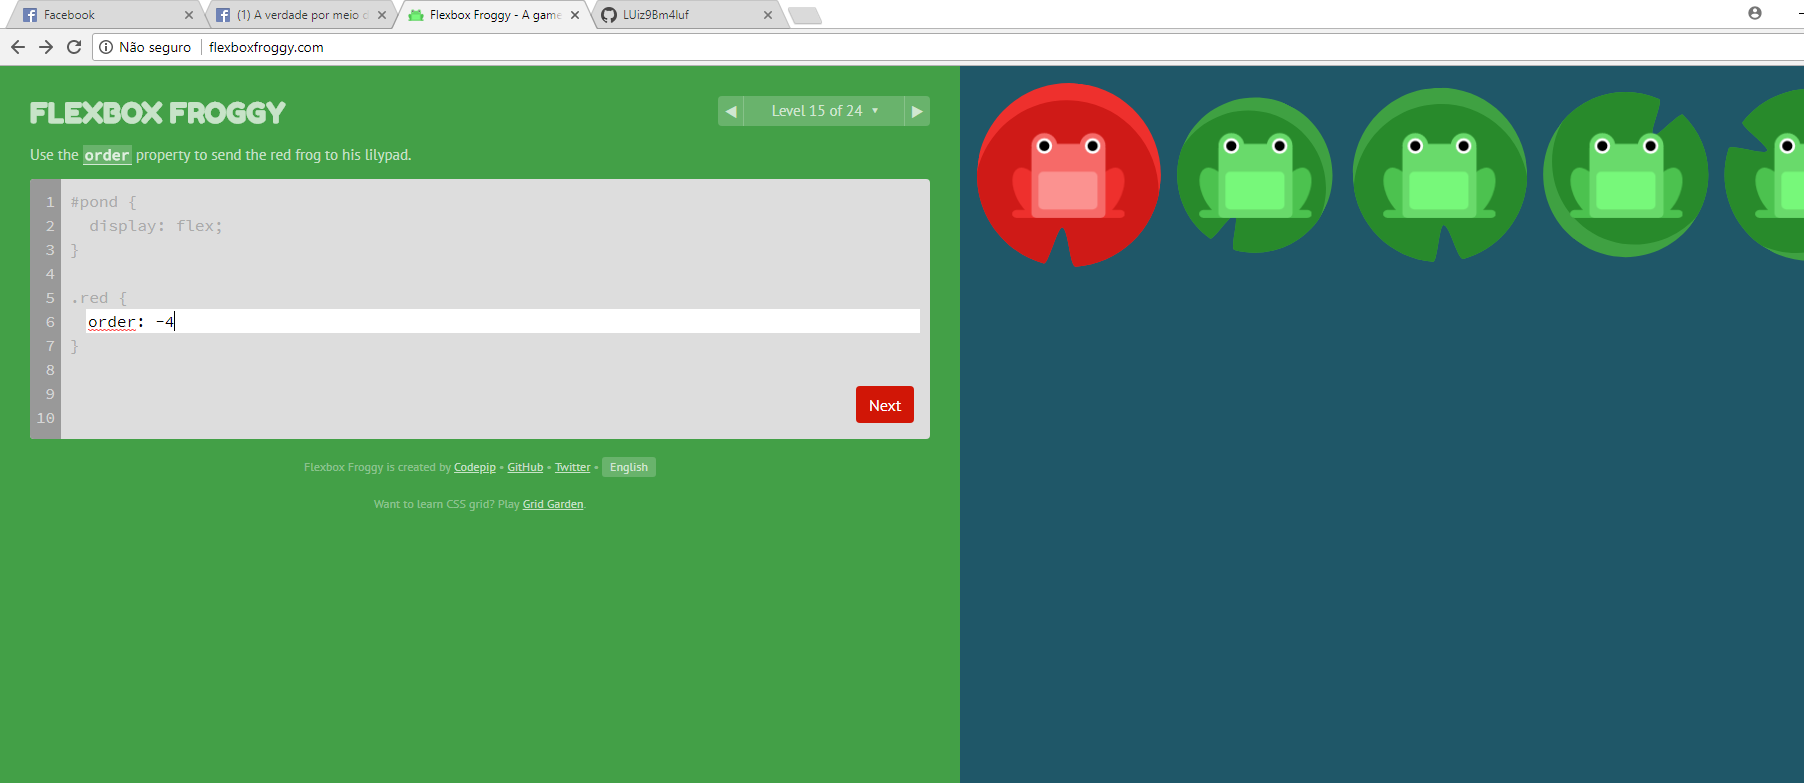 Facebook
(1) A verdade por meio d
Flexbox Froggy - A game
LUiz9Bm4luf
Não seguro
flexboxfroggy.com
FLEXBOX FROGGY
Level 15 of 24
Use the order property to send the red frog to his lilypad.
1 #pond {
2 display: flex;
3 }
4
5 .red {
6 order: -4
7 }
8
9
10
Next
Flexbox Froggy is created by Codepip • GitHub • Twitter • English
Want to learn CSS grid? Play Grid Garden.